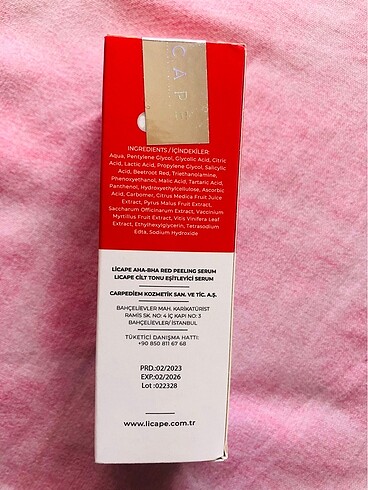 LICAPE
INGREDIENTS / İÇİNDEKİLER:
Aqua, Pentylene Glycol, Glycolic Acid, Citric
Acid, Lactic Acid, Propylene Glycol, Salicylic
Acid, Beetroot Red, Triethanolamine,
Phenoxyethanol, Malic Acid, Tartaric Acid,
Panthenol, Hydroxyethylcellulose, Ascorbic
Acid, Carbomer, Citrus Medica Fruit Juice
Extract, Pyrus Malus Fruit Extract,
Saccharum Officinarum Extract, Vaccinium
Myrtillus Fruit Extract, Vitis Vinifera Leaf
Extract, Ethylhexylglycerin, Tetrasodium
Edta, Sodium Hydroxide
LİCAPE AHA-BHA RED PEELING SERUM
LICAPE CİLT TONU EŞİTLEYİCİ SERUM
CARPEDİEM KOZMETİK SAN. VE TİC. A.Ş.
BAHÇELİEVLER MAH. KARİKATÜRİST
RAMİS SK. NO: 4 İÇ KAPI NO: 3
BAHÇELİEVLER/ İSTANBUL
TÜKETİCİ DANIŞMA HATTI:
+90 850 811 67 68
PRD.:02/2023
EXP.:02/2026
Lot :022328
www.licape.com.tr